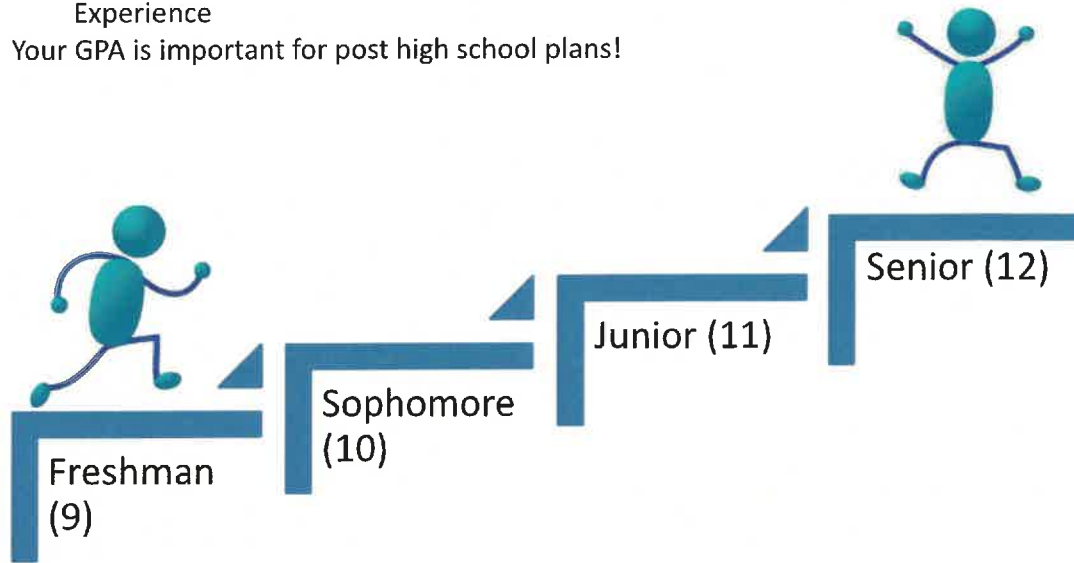 Experience
Your GPA is important for post high school plans!
Senior (12)
Junior (11)
Sophomore
(10)
Freshman
(9)